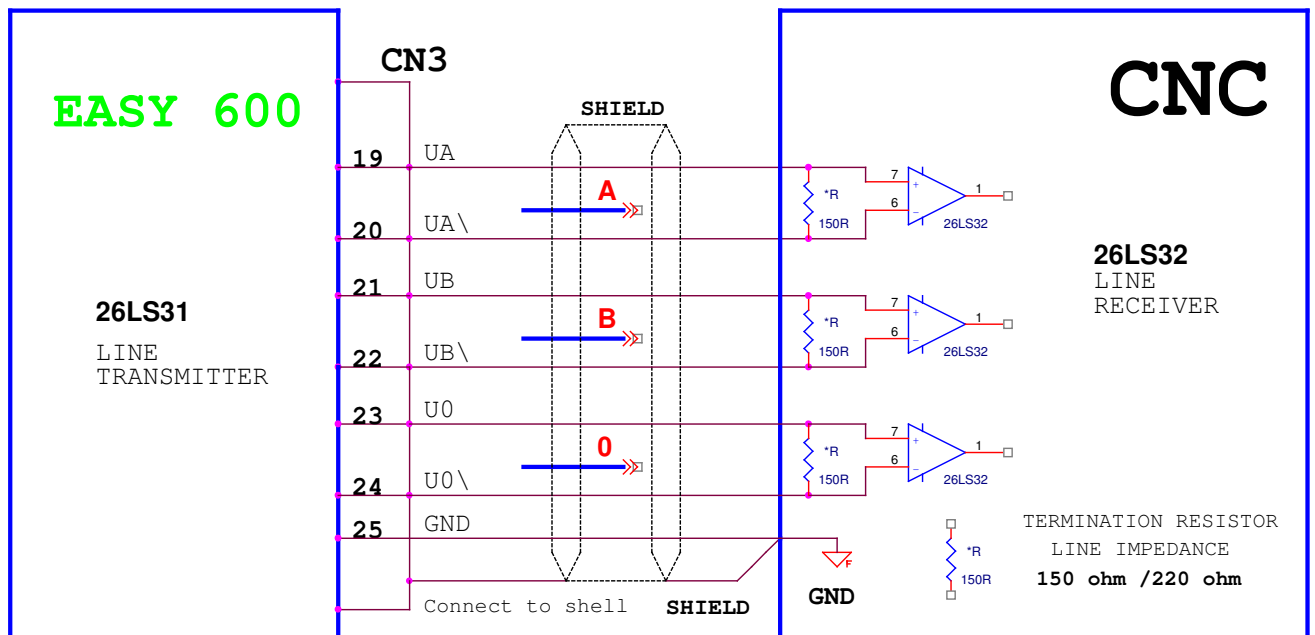 CN3
CNC
EASY 600
SHIELD
19 UA
A
20 UA\
*R
150R
7
6
+
−
1
26LS32
26LS32
LINE
RECEIVER
21 UB
B
22 UB\
*R
150R
7
6
+
−
1
26LS32
26LS31
LINE
TRANSMITTER
23 U0
0
24 U0\
*R
150R
7
6
+
−
1
26LS32
25 GND
F
GND
Connect to shell SHIELD
*R
150R
TERMINATION RESISTOR
LINE IMPEDANCE
150 ohm /220 ohm